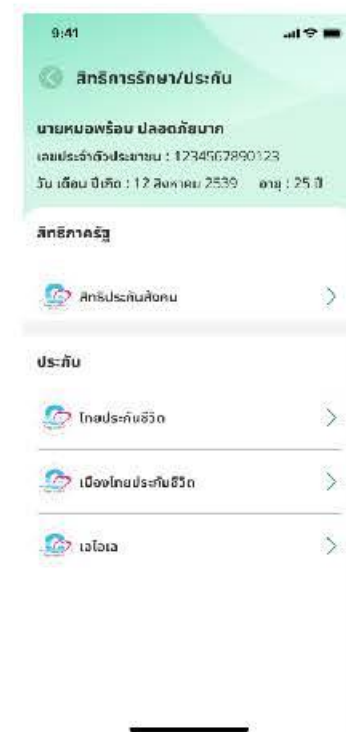 9:41
สิทธิการรักษา/ประกัน
นายหมอพร้อม ปลอดภัยมาก
เลขประจำตัวประชาชน : 1234567890123
วัน เดือน ปีเกิด : 12 สิงหาคม 2539 อายุ : 25 ปี
สิทธิภาครัฐ
สิทธิประกันสังคม
ประกัน
ไทยประกันชีวิต
เมืองไทยประกันชีวิต
เอไอเอ